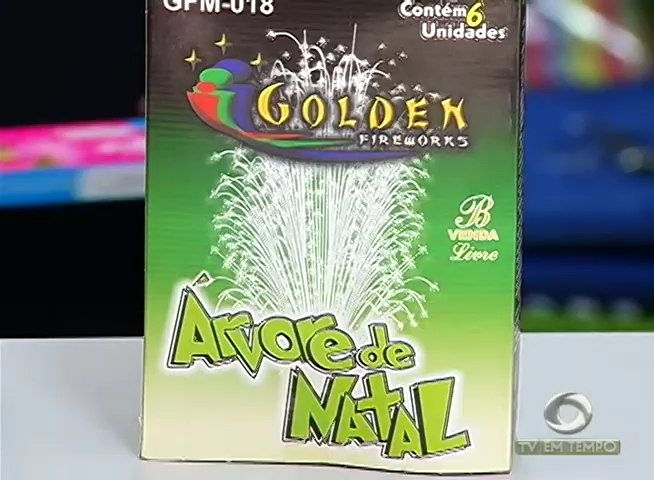 GFM-018
Contém 6
Unidades
GOLDEN
FIREWORKS
B
VENDA
Livre
Árvore de
NATAL
TV EM TEMPO